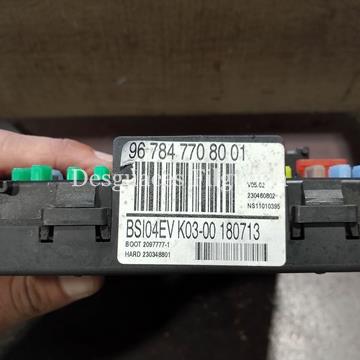 96 784 770 80 01
V05.02
230460802
NS11010395
BSI04EV K03-00 180713
BOOT 2097777-1
HARD 230348801